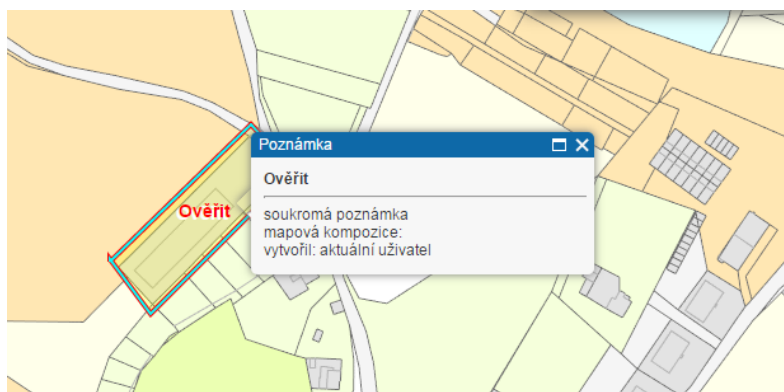 Poznámka
Ověřit
Ověřit
soukromá poznámka
mapová kompozice:
vytvořil: aktuální uživatel